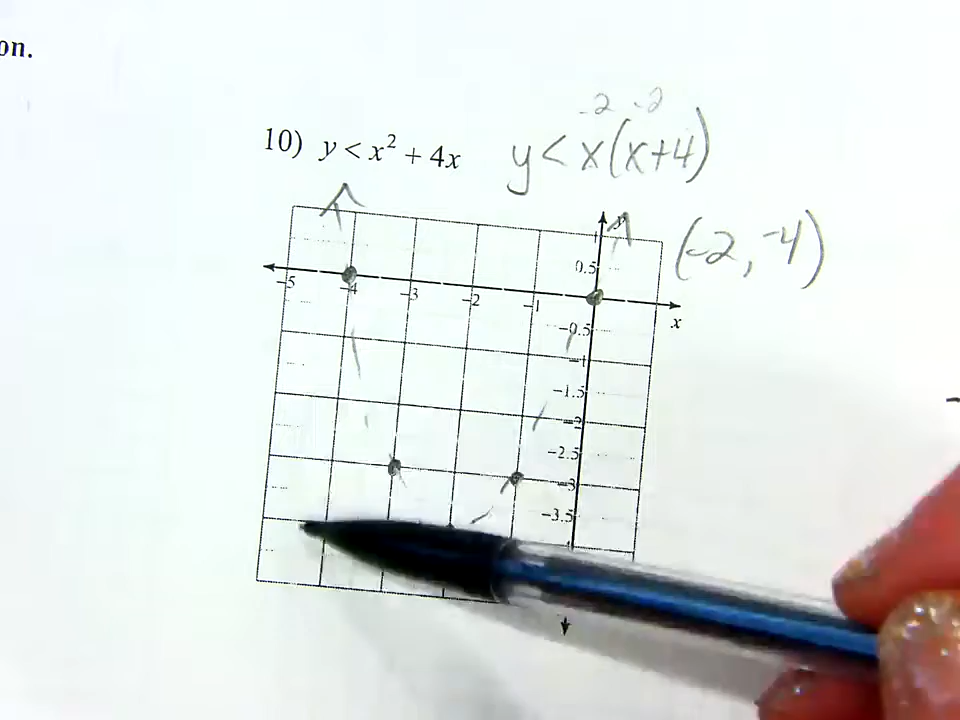 on.
-2 -2
10) y < x² + 4x y < x(x+4)
y
(-2, -4)
0.5
-5 -4 -3 -2 -1
x
-0.5
-1
-1.5
-2
-2.5
-3
-3.5